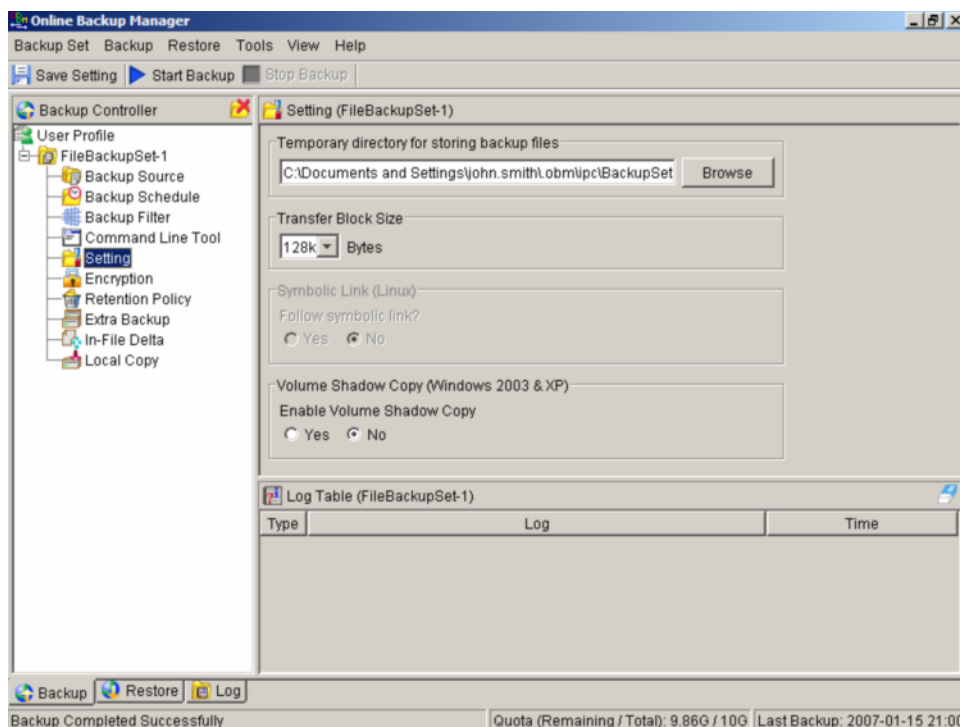 Online Backup Manager
Backup Set Backup Restore Tools View Help
Save Setting Start Backup Stop Backup
Backup Controller
User Profile
FileBackupSet-1
Backup Source
Backup Schedule
Backup Filter
Command Line Tool
Setting
Encryption
Retention Policy
Extra Backup
In-File Delta
Local Copy
Setting (FileBackupSet-1)
Temporary directory for storing backup files
C:\Documents and Settings\john.smith\.obm\ipc\BackupSet Browse
Transfer Block Size
128k Bytes
Symbolic Link (Linux)
Follow symbolic link?
Yes No
Volume Shadow Copy (Windows 2003 & XP)
Enable Volume Shadow Copy
Yes No
Log Table (FileBackupSet-1)
Type Log Time
Backup Restore Log
Backup Completed Successfully Quota (Remaining / Total): 9.86G / 10G Last Backup: 2007-01-15 21:00